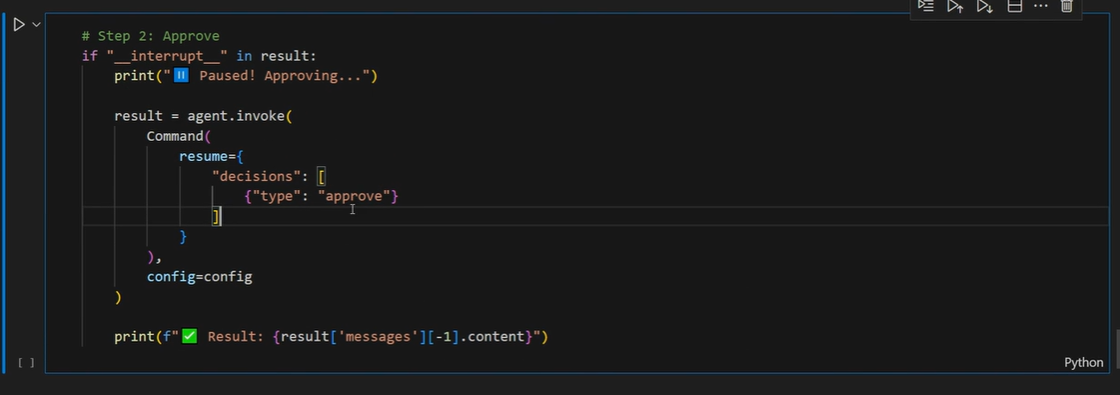 # Step 2: Approve
if "__interrupt__" in result:
    print("⏸ Paused! Approving...")
    result = agent.invoke(
        Command(
            resume={
                "decisions": [
                    {"type": "approve"}
                ]
            }
        ),
        config=config
    )
    print(f"✅ Result: {result['messages'][-1].content}")
[ ]
Python